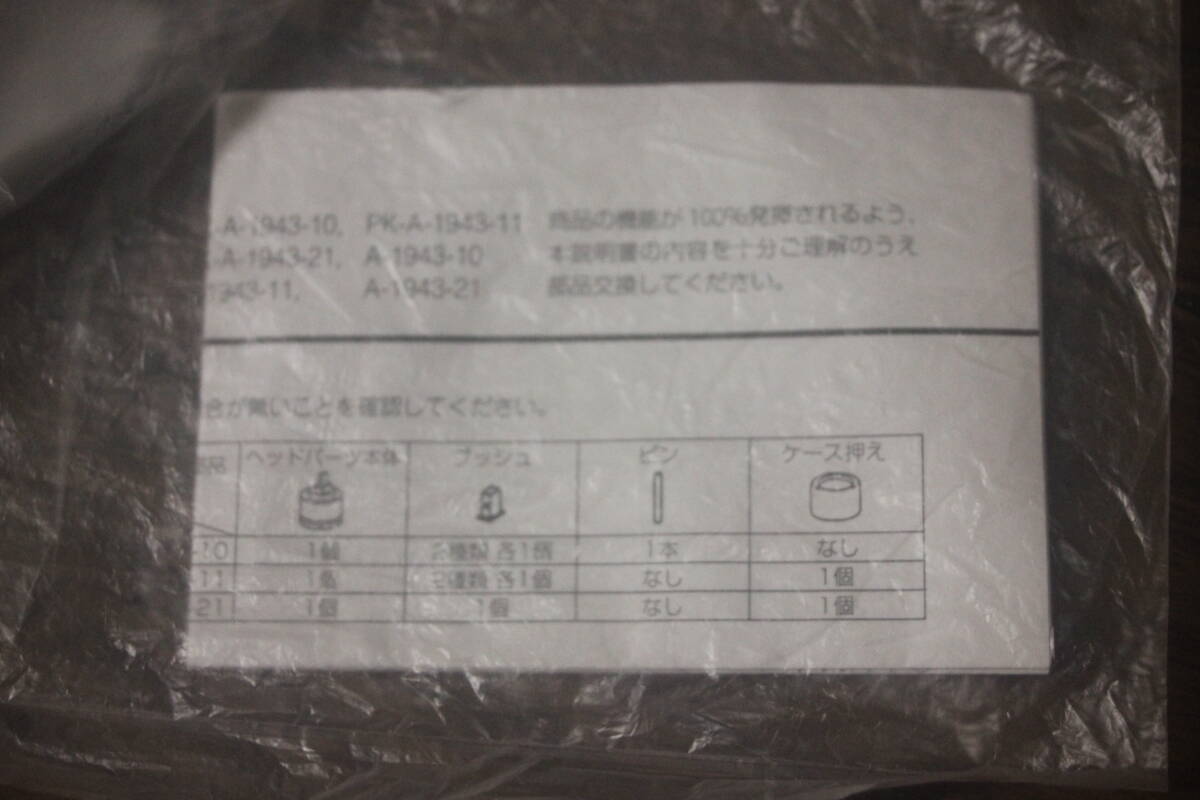 -A-1943-10, PK-A-1943-11 商品の機能が100%発揮されるよう、
-A-1943-21, A-1943-10 本説明書の内容を十分ご理解のうえ
1943-11, A-1943-21 部品交換してください。
合が無いことを確認してください。
部品 ヘッドパーツ本体 ブッシュ ピン ケース押え
-10 1個 2種類 各1個 1本 なし
-11 1個 2種類 各1個 なし 1個
-21 1個 1個 なし 1個